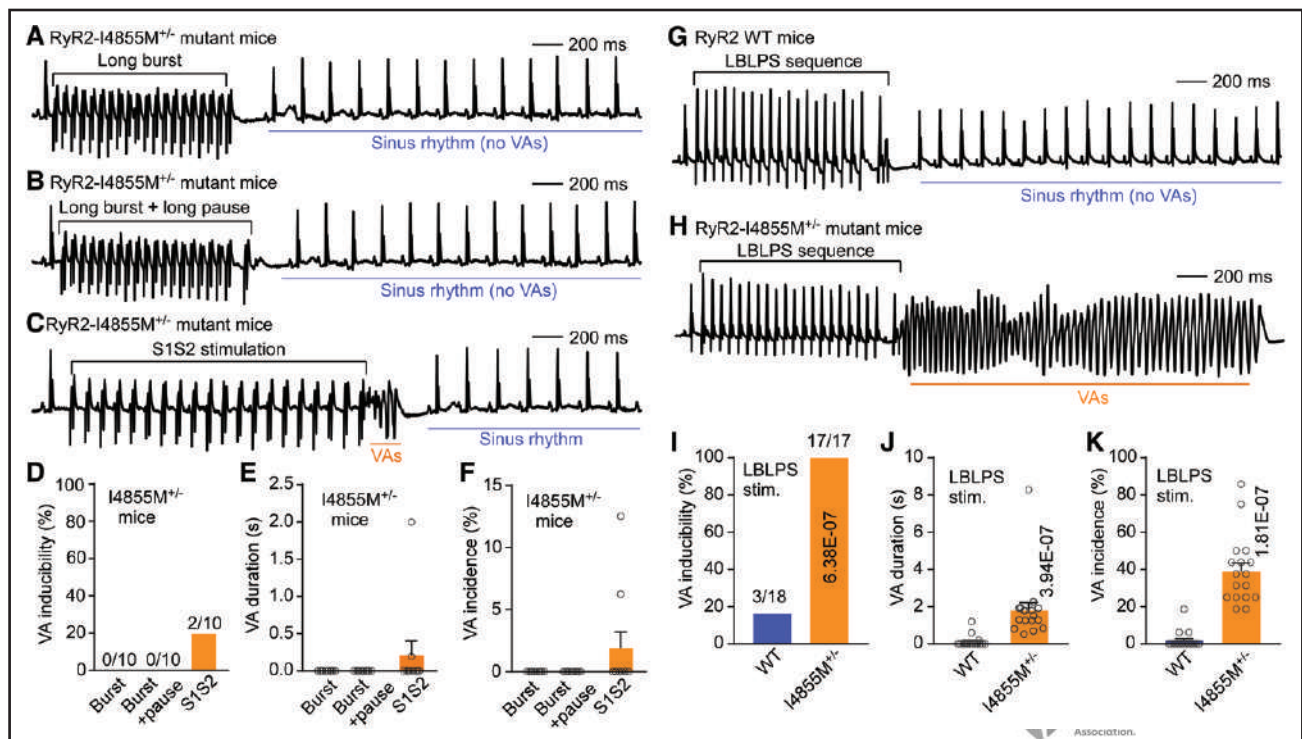 A RyR2-I4855M+/- mutant mice
Long burst
200 ms
Sinus rhythm (no VAs)
B RyR2-I4855M+/- mutant mice
Long burst + long pause
200 ms
Sinus rhythm (no VAs)
C RyR2-I4855M+/- mutant mice
S1S2 stimulation
200 ms
VAs
Sinus rhythm
D
VA inducibility (%)
100
80
60
40
20
0
I4855M+/-
mice
0/10
0/10
2/10
Burst
Burst
+pause
S1S2
E
VA duration (s)
2.5
2.0
1.5
1.0
0.5
0.0
I4855M+/-
mice
Burst
Burst
+pause
S1S2
F
VA incidence (%)
15
10
5
0
I4855M+/-
mice
Burst
Burst
+pause
S1S2
G RyR2 WT mice
LBLPS sequence
200 ms
Sinus rhythm (no VAs)
H RyR2-I4855M+/- mutant mice
LBLPS sequence
200 ms
VAs
I
VA inducibility (%)
100
80
60
40
20
0
LBLPS
stim.
3/18
17/17
6.38E-07
WT
I4855M+/-
J
VA duration (s)
10
8
6
4
2
0
LBLPS
stim.
3.94E-07
WT
I4855M+/-
K
VA incidence (%)
100
80
60
40
20
0
LBLPS
stim.
1.81E-07
WT
I4855M+/-
Association.